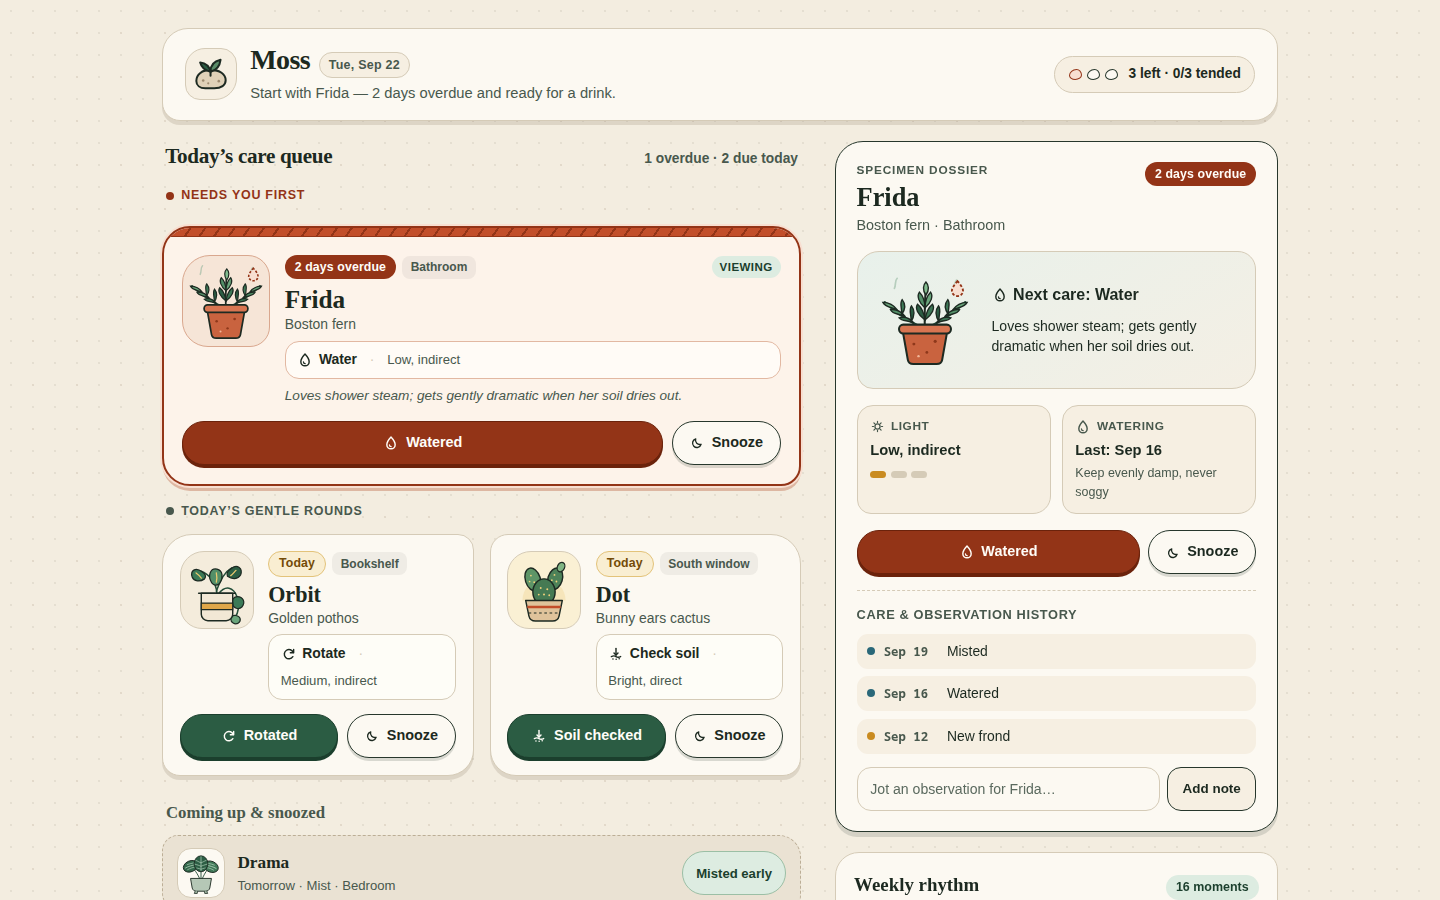 Moss
Tue, Sep 22
Start with Frida — 2 days overdue and ready for a drink.
3 left · 0/3 tended
Today’s care queue
1 overdue · 2 due today
NEEDS YOU FIRST
2 days overdue
Bathroom
VIEWING
Frida
Boston fern
Water · Low, indirect
Loves shower steam; gets gently dramatic when her soil dries out.
Watered
Snooze
TODAY’S GENTLE ROUNDS
Today
Bookshelf
Orbit
Golden pothos
Rotate ·
Medium, indirect
Rotated
Snooze
Today
South window
Dot
Bunny ears cactus
Check soil ·
Bright, direct
Soil checked
Snooze
Coming up & snoozed
Drama
Tomorrow · Mist · Bedroom
Misted early
SPECIMEN DOSSIER
2 days overdue
Frida
Boston fern · Bathroom
Next care: Water
Loves shower steam; gets gently
dramatic when her soil dries out.
LIGHT
Low, indirect
WATERING
Last: Sep 16
Keep evenly damp, never
soggy
Watered
Snooze
CARE & OBSERVATION HISTORY
Sep 19 Misted
Sep 16 Watered
Sep 12 New frond
Jot an observation for Frida…
Add note
Weekly rhythm
16 moments